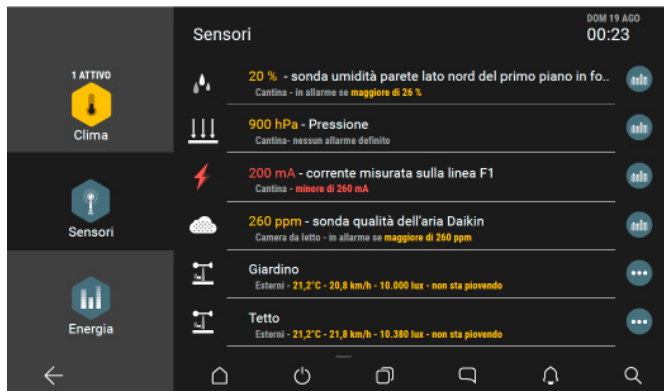 DOM 19 AGO
Sensori
00:23
1 ATTIVO
Clima
Sensori
Energia
20 % - sonda umidità parete lato nord del primo piano in fo..
Cantina - in allarme se maggiore di 26 %
900 hPa - Pressione
Cantina- nessun allarme definito
200 mA - corrente misurata sulla linea F1
Cantina - minore di 260 mA
260 ppm - sonda qualità dell'aria Daikin
Camera da letto - in allarme se maggiore di 260 ppm
Giardino
Esterni - 21,2°C - 20,8 km/h - 10.000 lux - non sta piovendo
Tetto
Esterni - 21,2°C - 21,8 km/h - 10.380 lux - non sta piovendo